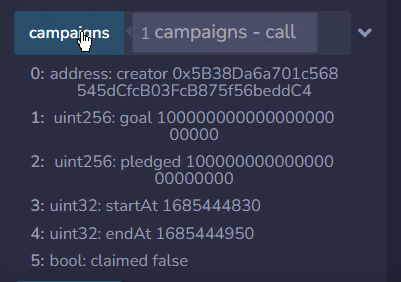 campaigns 1 campaigns - call
0: address: creator 0x5B38Da6a701c568
545dCfcB03FcB875f56beddC4
1: uint256: goal 100000000000000000
00000
2: uint256: pledged 100000000000000
00000000
3: uint32: startAt 1685444830
4: uint32: endAt 1685444950
5: bool: claimed false